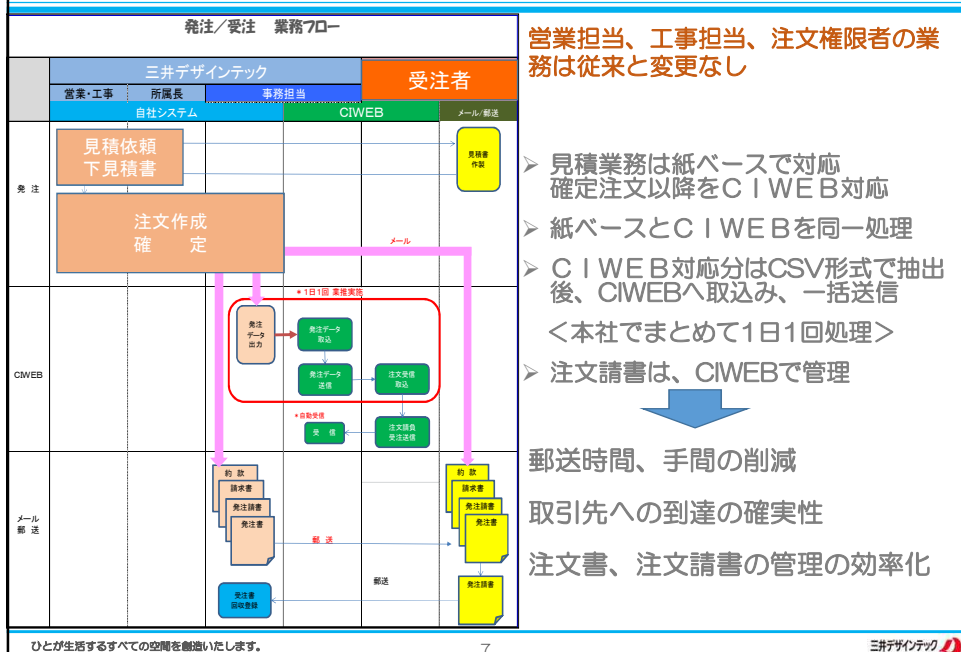 発注／受注　業務フロー
三井デザインテック
受注者
営業・工事
所属長
事務担当
自社システム
CIWEB
メール/郵送
発 注
見積依頼
下見積書
見積書
作製
注文作成
確　定
メール
CIWEB
＊1日1回 業推実施
発注
データ
出力
発注データ
取込
発注データ
送信
注文受信
取込
＊自動受信
受　信
注文請負
受注送信
メール
郵 送
約 款
請求書
発注請書
発注書
郵 送
約 款
請求書
発注請書
発注書
郵送
受注書
回収登録
発注請書
営業担当、工事担当、注文権限者の業
務は従来と変更なし
➢ 見積業務は紙ベースで対応
確定注文以降をＣＩＷＥＢ対応
➢ 紙ベースとＣＩＷＥＢを同一処理
➢ ＣＩＷＥＢ対応分はCSV形式で抽出
後、CIWEBへ取込み、一括送信
＜本社でまとめて1日1回処理＞
➢ 注文請書は、CIWEBで管理
郵送時間、手間の削減
取引先への到達の確実性
注文書、注文請書の管理の効率化
ひとが生活するすべての空間を創造いたします。
7
三井デザインテック